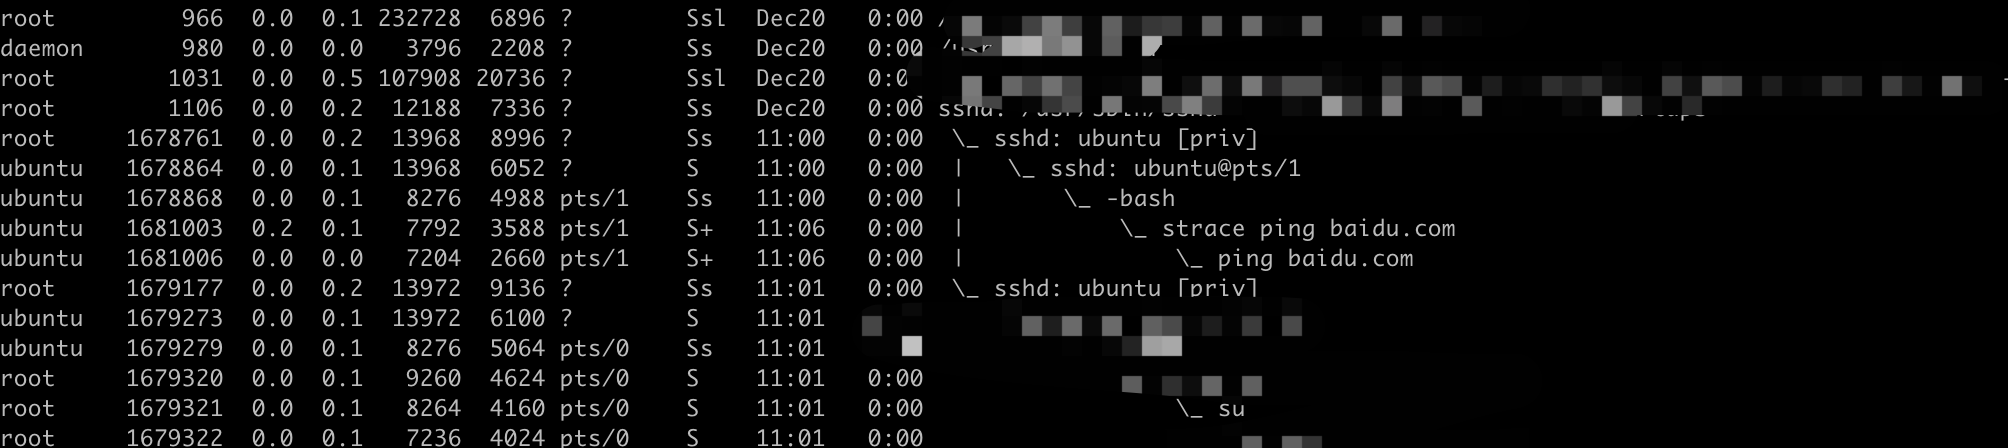 root 966 0.0 0.1 232728 6896 ? Ssl Dec20 0:00 /
daemon 980 0.0 0.0 3796 2208 ? Ss Dec20 0:00 /usr
root 1031 0.0 0.5 107908 20736 ? Ssl Dec20
root 1106 0.0 0.2 12188 7336 ? Ss Dec20 0:00 sshd: /usr/sbin/sshd
root 1678761 0.0 0.2 13968 8996 ? Ss 11:00 0:00 \_ sshd: ubuntu [priv]
ubuntu 1678864 0.0 0.1 13968 6052 ? S 11:00 0:00 | \_ sshd: ubuntu@pts/1
ubuntu 1678868 0.0 0.1 8276 4988 pts/1 Ss 11:00 0:00 | \_ -bash
ubuntu 1681003 0.2 0.1 7792 3588 pts/1 S+ 11:06 0:00 | \_ strace ping baidu.com
ubuntu 1681006 0.0 0.0 7204 2660 pts/1 S+ 11:06 0:00 | \_ ping baidu.com
root 1679177 0.0 0.2 13972 9136 ? Ss 11:01 0:00 \_ sshd: ubuntu [priv]
ubuntu 1679273 0.0 0.1 13972 6100 ? S 11:01
ubuntu 1679279 0.0 0.1 8276 5064 pts/0 Ss 11:01
root 1679320 0.0 0.1 9260 4624 pts/0 S 11:01 0:00
root 1679321 0.0 0.1 8264 4160 pts/0 S 11:01 0:00 \_ su
root 1679322 0.0 0.1 7236 4024 pts/0 S 11:01 0:00